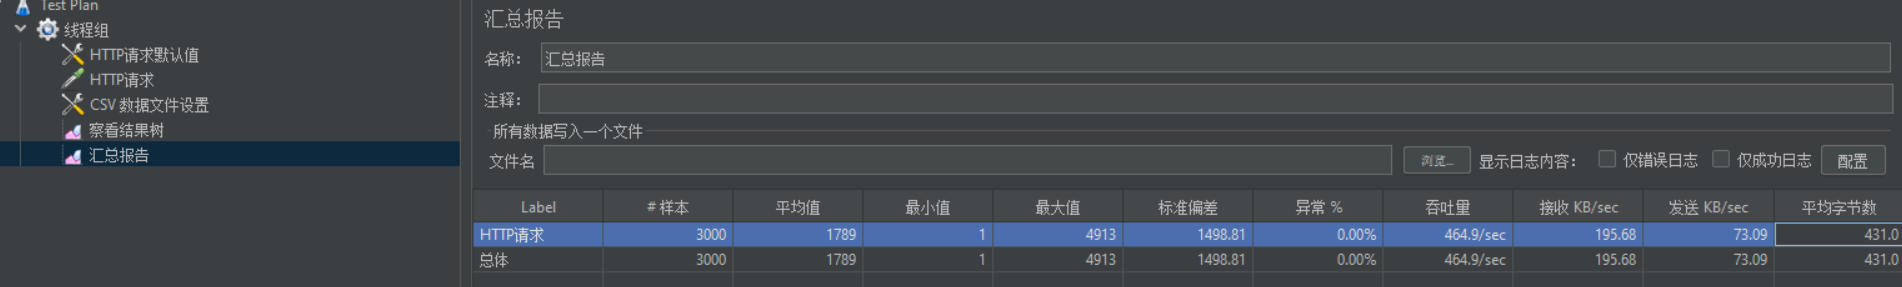 Test Plan
线程组
HTTP请求默认值
HTTP请求
CSV 数据文件设置
察看结果树
汇总报告
汇总报告
名称： 汇总报告
注释：
所有数据写入一个文件
文件名 浏览... 显示日志内容： 仅错误日志 仅成功日志 配置
Label # 样本 平均值 最小值 最大值 标准偏差 异常 % 吞吐量 接收 KB/sec 发送 KB/sec 平均字节数
HTTP请求 3000 1789 1 4913 1498.81 0.00% 464.9/sec 195.68 73.09 431.0
总体 3000 1789 1 4913 1498.81 0.00% 464.9/sec 195.68 73.09 431.0